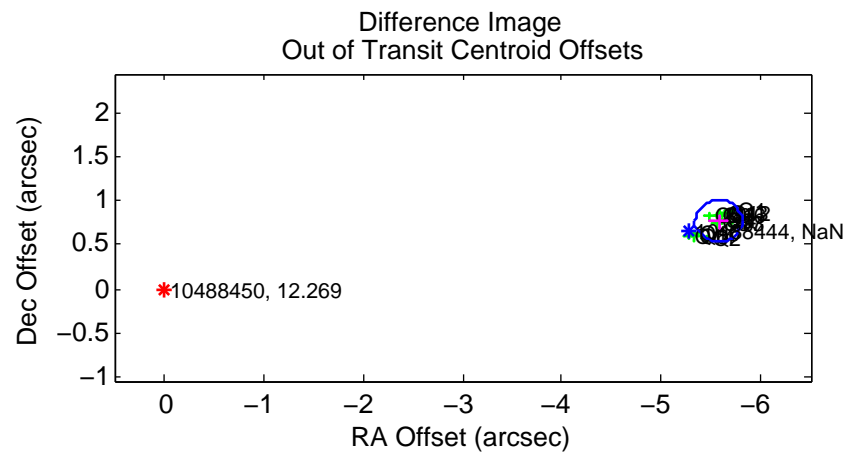 Difference Image
Out of Transit Centroid Offsets
Dec Offset (arcsec)
2
1.5
1
0.5
0
−0.5
−1
10488450, 12.269
444, NaN
0 −1 −2 −3 −4 −5 −6
RA Offset (arcsec)